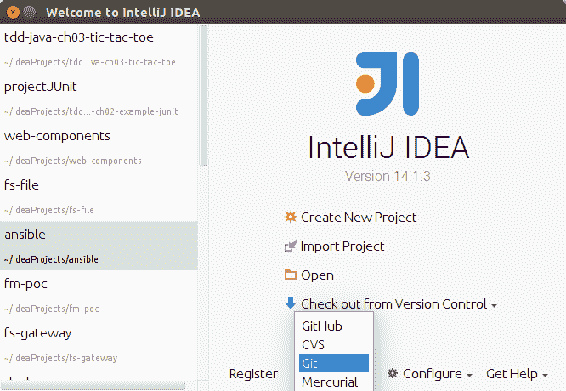 Welcome to IntelliJ IDEA
tdd-java-ch03-tic-tac-toe
~/IdeaProjects/tdd...va-ch03-tic-tac-toe
projectJUnit
~/IdeaProjects/tdd...-ch02-example-junit
web-components
~/IdeaProjects/web-components
fs-file
~/IdeaProjects/fs-file
ansible
~/IdeaProjects/ansible
fm-poc
~/IdeaProjects/fm-poc
fs-gateway
~/IdeaProjects/fs-gateway
IntelliJ IDEA
Version 14.1.3
Create New Project
Import Project
Open
Check out from Version Control
GitHub
CVS
Git
Mercurial
Register
Configure
Get Help